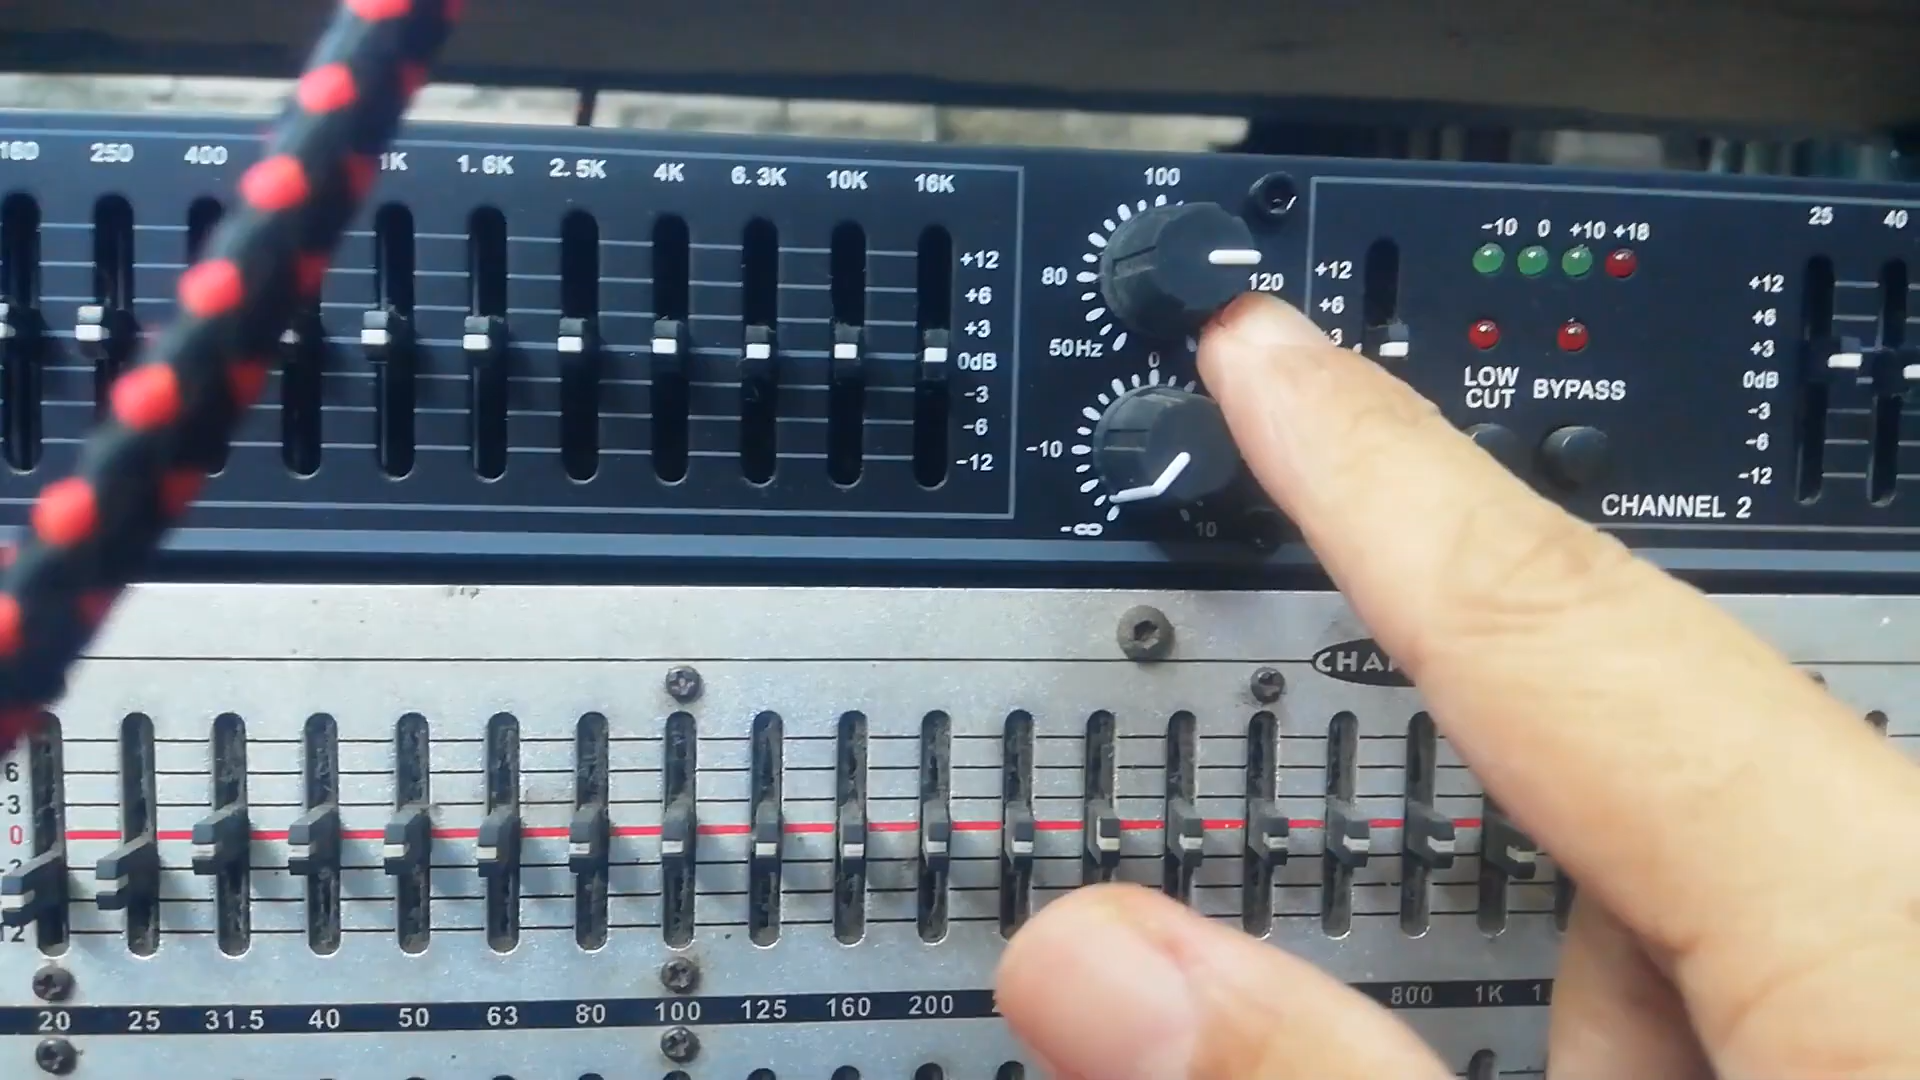 160 250 400 1K 1.6K 2.5K 4K 6.3K 10K 16K
+12
+6
+3
0dB
-3
-6
-12
100
80
120
50Hz
0
-10
10
-∞
+12
+6
-10 0 +10 +18
LOW CUT
BYPASS
CHANNEL 2
25 40
+12
+6
+3
0dB
-3
-6
-12
6
3
0
12
20 25 31.5 40 50 63 80 100 125 160 200 800 1K